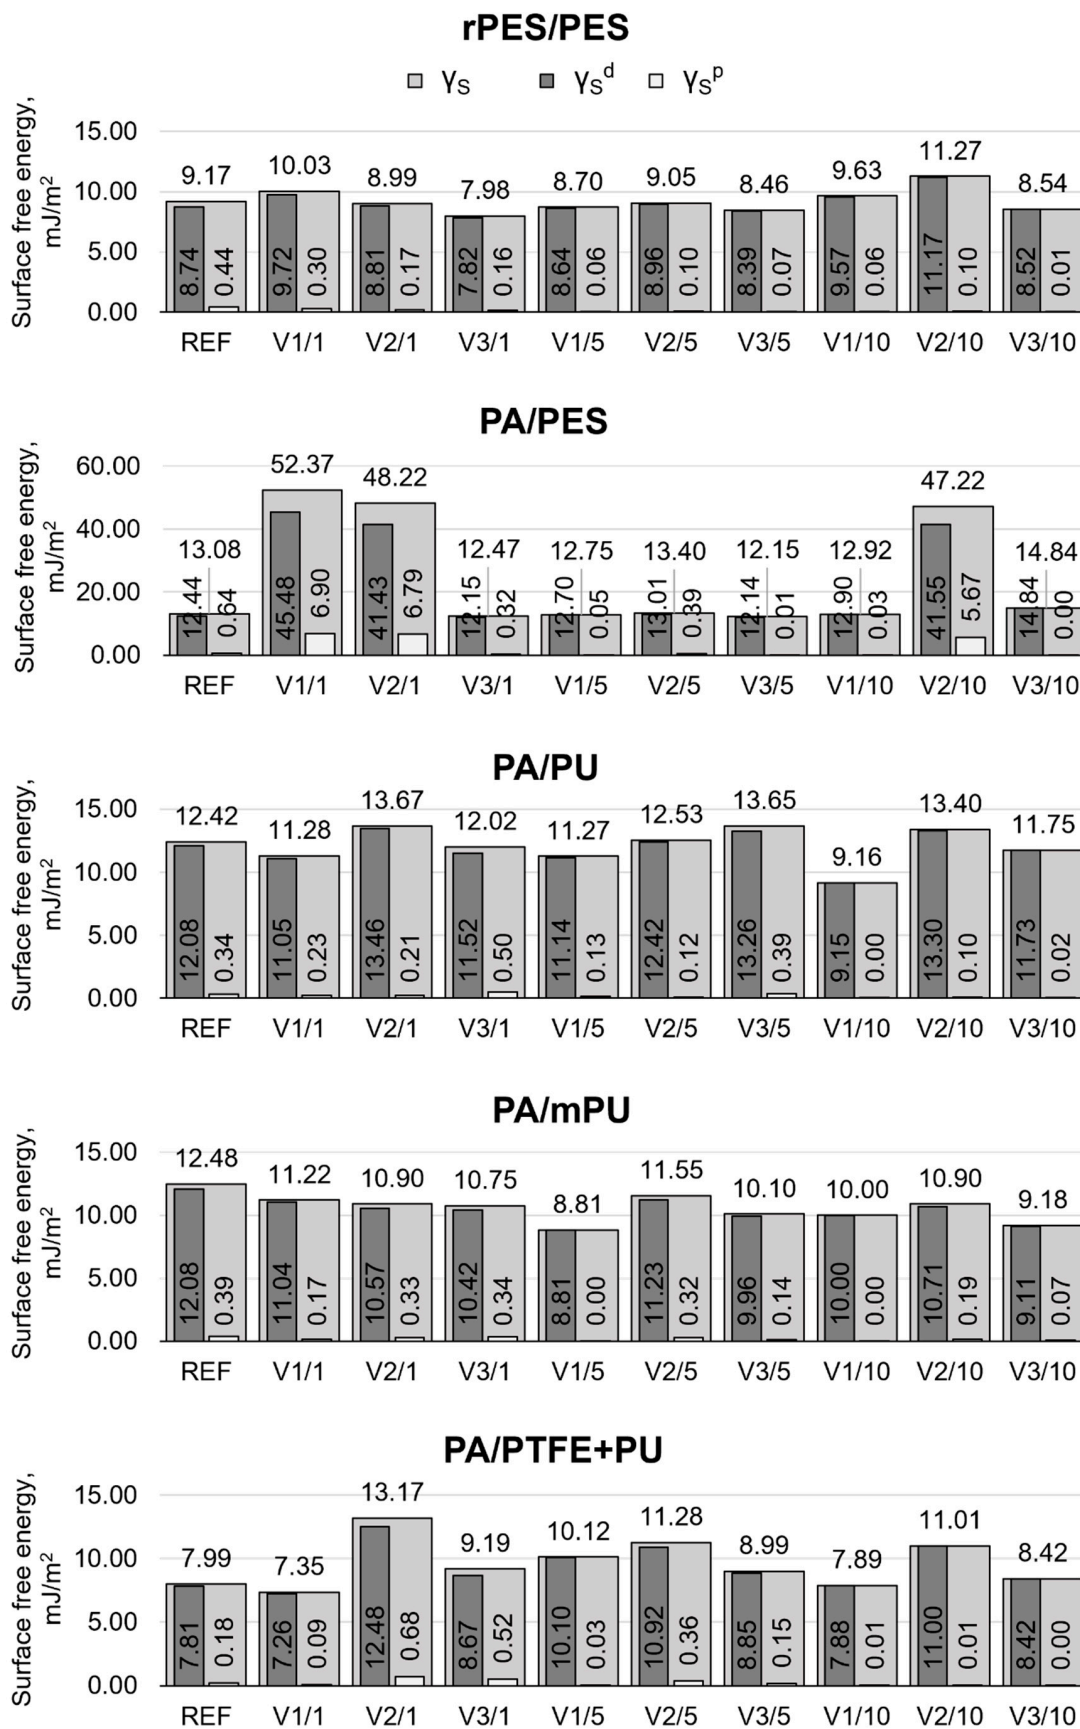 rPES/PES
γS γSd γSp
Surface free energy, mJ/m2
15.00
10.00
5.00
0.00
9.17 10.03 8.99 7.98 8.70 9.05 8.46 9.63 11.27 8.54
8.74 0.44 9.72 0.30 8.81 0.17 7.82 0.16 8.64 0.06 8.96 0.10 8.39 0.07 9.57 0.06 11.17 0.10 8.52 0.01
REF V1/1 V2/1 V3/1 V1/5 V2/5 V3/5 V1/10 V2/10 V3/10
PA/PES
Surface free energy, mJ/m2
60.00
40.00
20.00
0.00
13.08 52.37 48.22 12.47 12.75 13.40 12.15 12.92 47.22 14.84
12.44 0.64 45.48 6.90 41.43 6.79 12.15 0.32 12.70 0.05 13.01 0.39 12.14 0.01 12.90 0.03 41.55 5.67 14.84 0.00
REF V1/1 V2/1 V3/1 V1/5 V2/5 V3/5 V1/10 V2/10 V3/10
PA/PU
Surface free energy, mJ/m2
15.00
10.00
5.00
0.00
12.42 11.28 13.67 12.02 11.27 12.53 13.65 9.16 13.40 11.75
12.08 0.34 11.05 0.23 13.46 0.21 11.52 0.50 11.14 0.13 12.42 0.12 13.26 0.39 9.15 0.00 13.30 0.10 11.73 0.02
REF V1/1 V2/1 V3/1 V1/5 V2/5 V3/5 V1/10 V2/10 V3/10
PA/mPU
Surface free energy, mJ/m2
15.00
10.00
5.00
0.00
12.48 11.22 10.90 10.75 8.81 11.55 10.10 10.00 10.90 9.18
12.08 0.39 11.04 0.17 10.57 0.33 10.42 0.34 8.81 0.00 11.23 0.32 9.96 0.14 10.00 0.00 10.71 0.19 9.11 0.07
REF V1/1 V2/1 V3/1 V1/5 V2/5 V3/5 V1/10 V2/10 V3/10
PA/PTFE+PU
Surface free energy, mJ/m2
15.00
10.00
5.00
0.00
7.99 7.35 13.17 9.19 10.12 11.28 8.99 7.89 11.01 8.42
7.81 0.18 7.26 0.09 12.48 0.68 8.67 0.52 10.10 0.03 10.92 0.36 8.85 0.15 7.88 0.01 11.00 0.01 8.42 0.00
REF V1/1 V2/1 V3/1 V1/5 V2/5 V3/5 V1/10 V2/10 V3/10